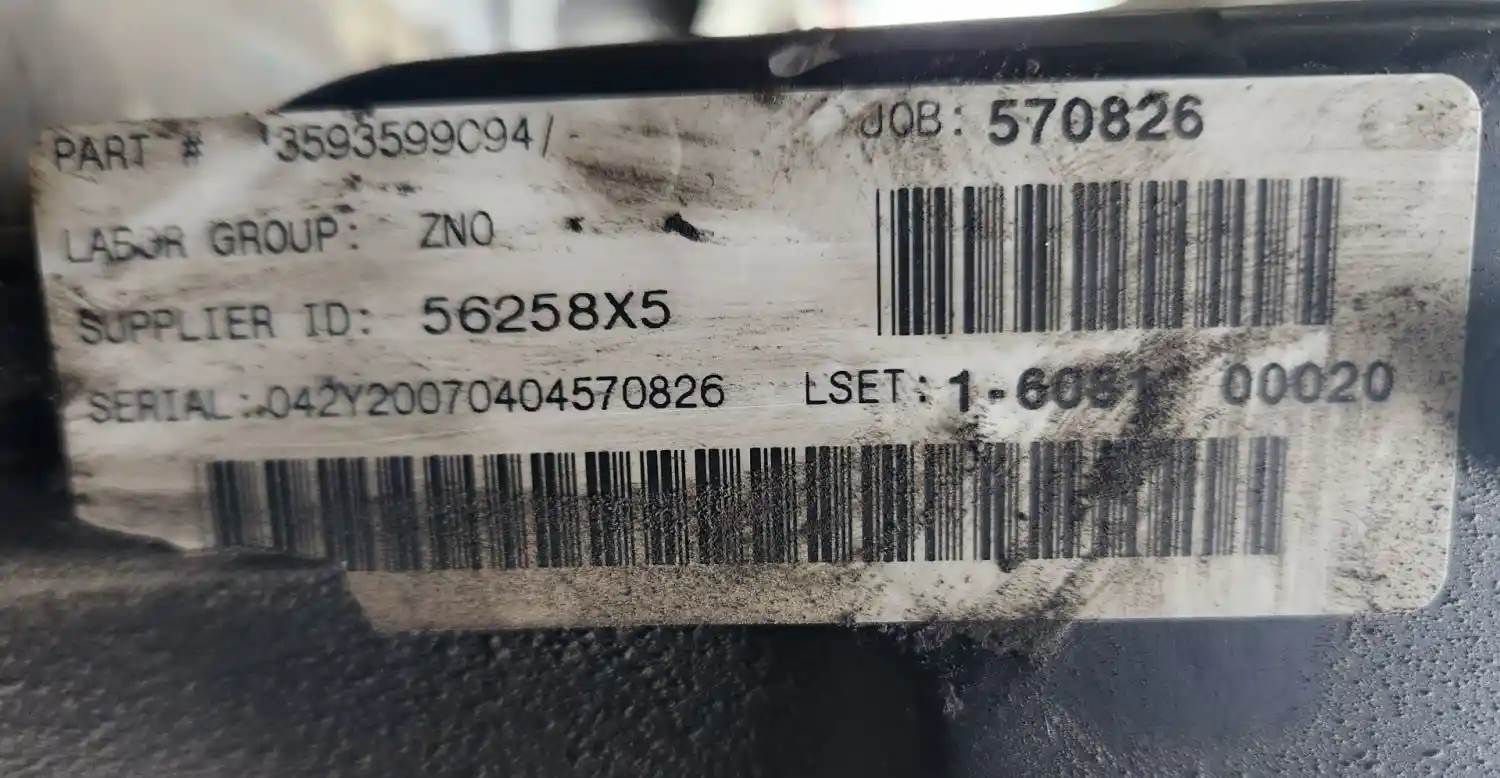 PART # 3593599C94/ JOB: 570826
LABOR GROUP: ZNO
SUPPLIER ID: 56258X5
SERIAL: 042Y20070404570826 LSET: 1-6081 00020